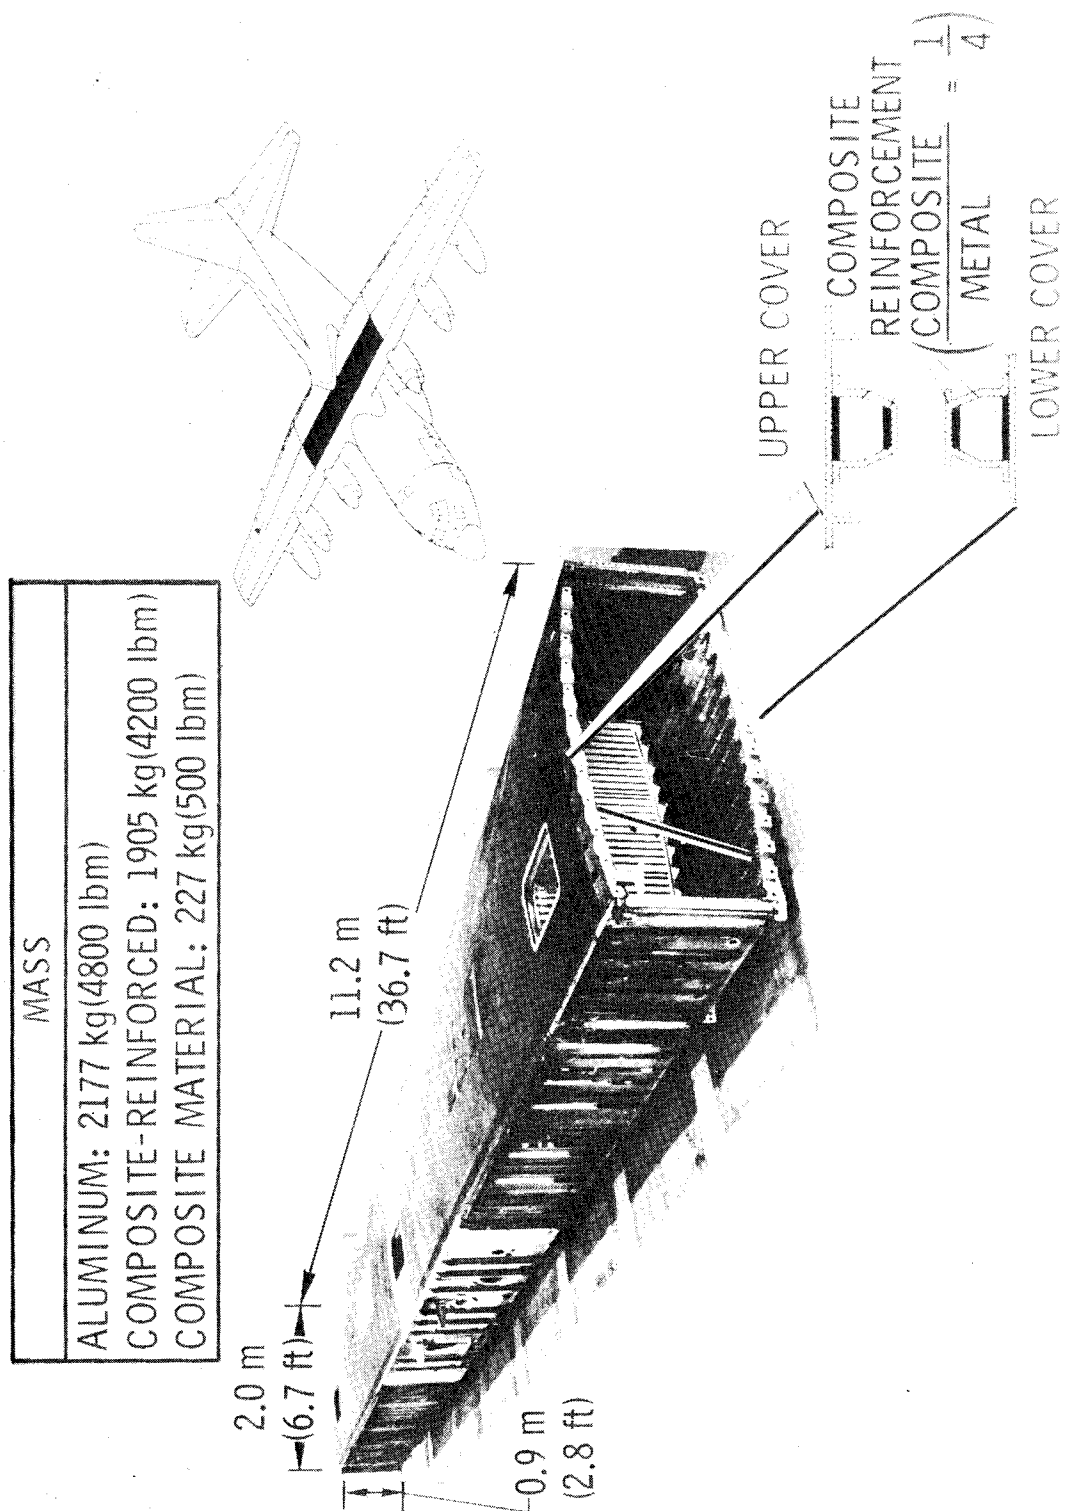 MASS
ALUMINUM: 2177 kg(4800 lbm)
COMPOSITE-REINFORCED: 1905 kg(4200 lbm)
COMPOSITE MATERIAL: 227 kg(500 lbm)
2.0 m
(6.7 ft)
11.2 m
(36.7 ft)
0.9 m
(2.8 ft)
UPPER COVER
COMPOSITE
REINFORCEMENT
(COMPOSITE = 1
METAL 4)
LOWER COVER